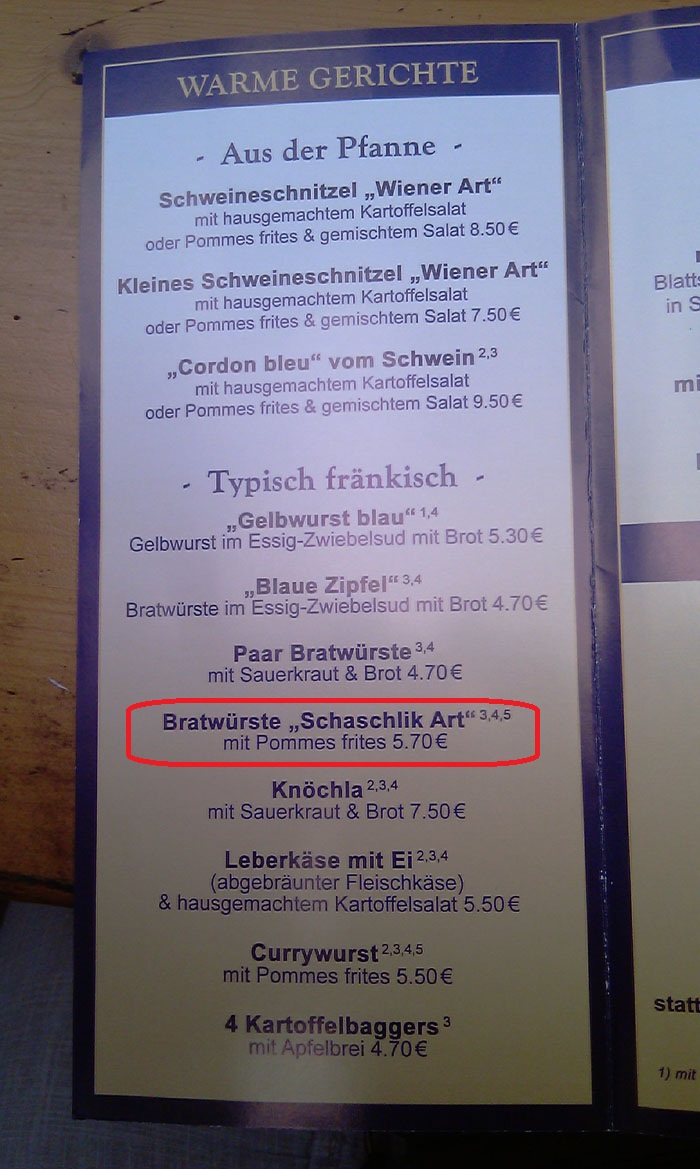 WARME GERICHTE
- Aus der Pfanne -
Schweineschnitzel „Wiener Art“
mit hausgemachtem Kartoffelsalat
oder Pommes frites & gemischtem Salat 8.50 €
Kleines Schweineschnitzel „Wiener Art“
mit hausgemachtem Kartoffelsalat
oder Pommes frites & gemischtem Salat 7.50 €
„Cordon bleu“ vom Schwein 2,3
mit hausgemachtem Kartoffelsalat
oder Pommes frites & gemischtem Salat 9.50 €
- Typisch fränkisch -
„Gelbwurst blau“ 1,4
Gelbwurst im Essig-Zwiebelsud mit Brot 5.30 €
„Blaue Zipfel“ 3,4
Bratwürste im Essig-Zwiebelsud mit Brot 4.70 €
Paar Bratwürste 3,4
mit Sauerkraut & Brot 4.70 €
Bratwürste „Schaschlik Art“ 3,4,5
mit Pommes frites 5.70 €
Knöchla 2,3,4
mit Sauerkraut & Brot 7.50 €
Leberkäse mit Ei 2,3,4
(abgebräunter Fleischkäse)
& hausgemachtem Kartoffelsalat 5.50 €
Currywurst 2,3,4,5
mit Pommes frites 5.50 €
4 Kartoffelbaggers 3
mit Apfelbrei 4.70 €
in
statt
1) mit